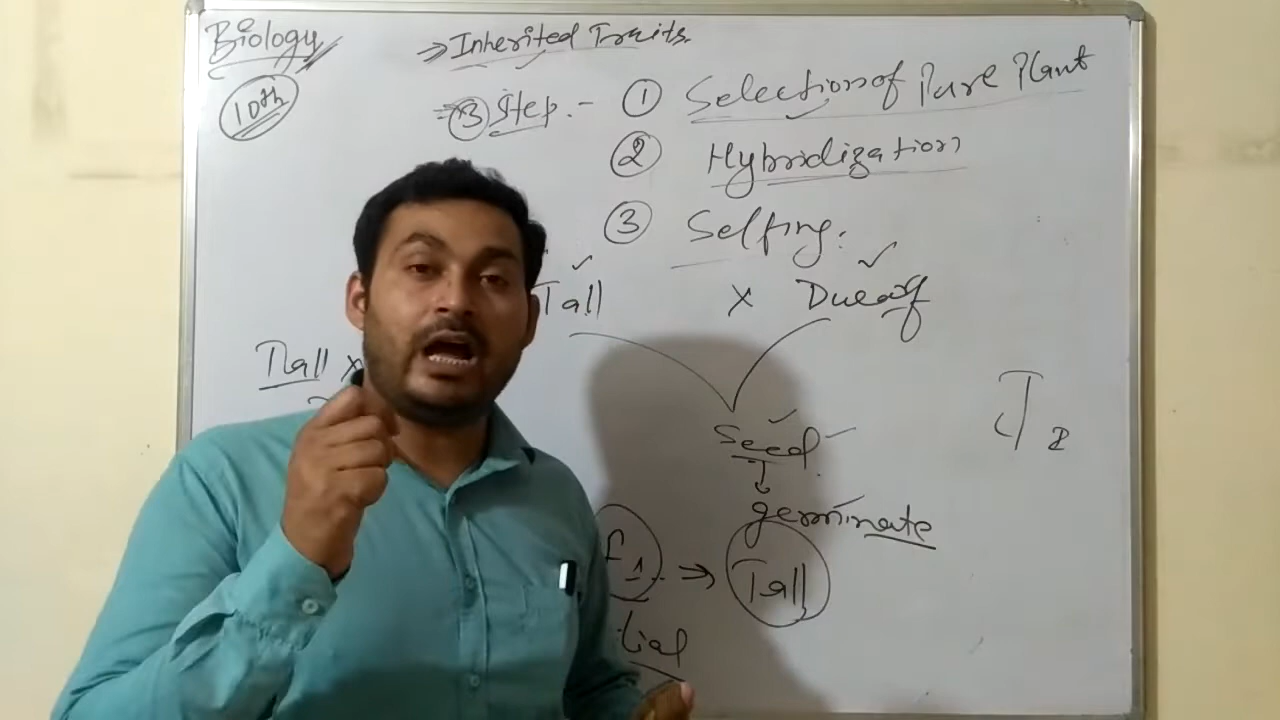 Biology
10th
⇒ Inherited Traits.
⇒ ③ Step. - ① Selection of Pure Plant
② Hybridization
③ Selfing.
Tall × Dwarf
Tall ×
Seed.
↓
germinate
F1 ⇒ Tall
lial